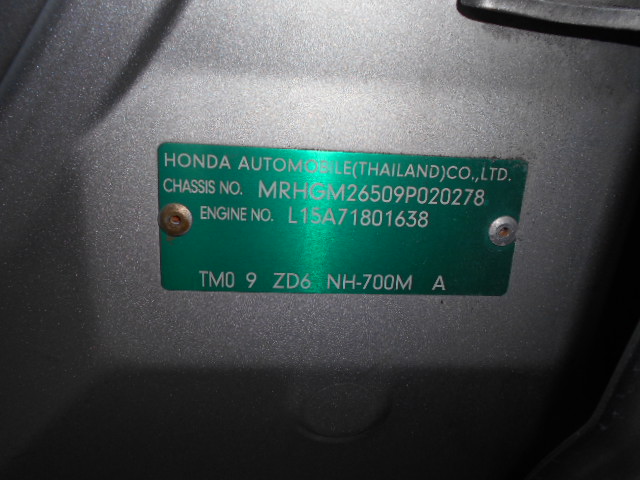 HONDA AUTOMOBILE(THAILAND)CO.,LTD.
CHASSIS NO. MRHGM26509P020278
ENGINE NO. L15A71801638
TM0 9 ZD6 NH-700M A